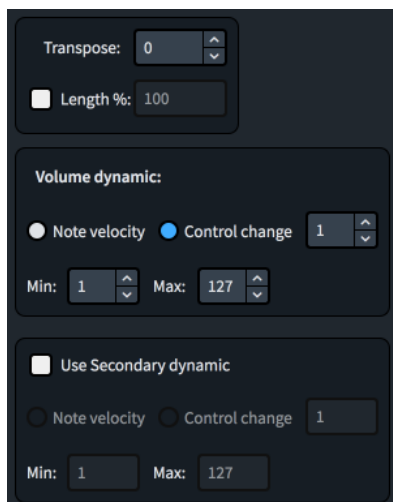 Transpose: 0
Length %: 100
Volume dynamic:
Note velocity Control change 1
Min: 1 Max: 127
Use Secondary dynamic
Note velocity Control change 1
Min: 1 Max: 127